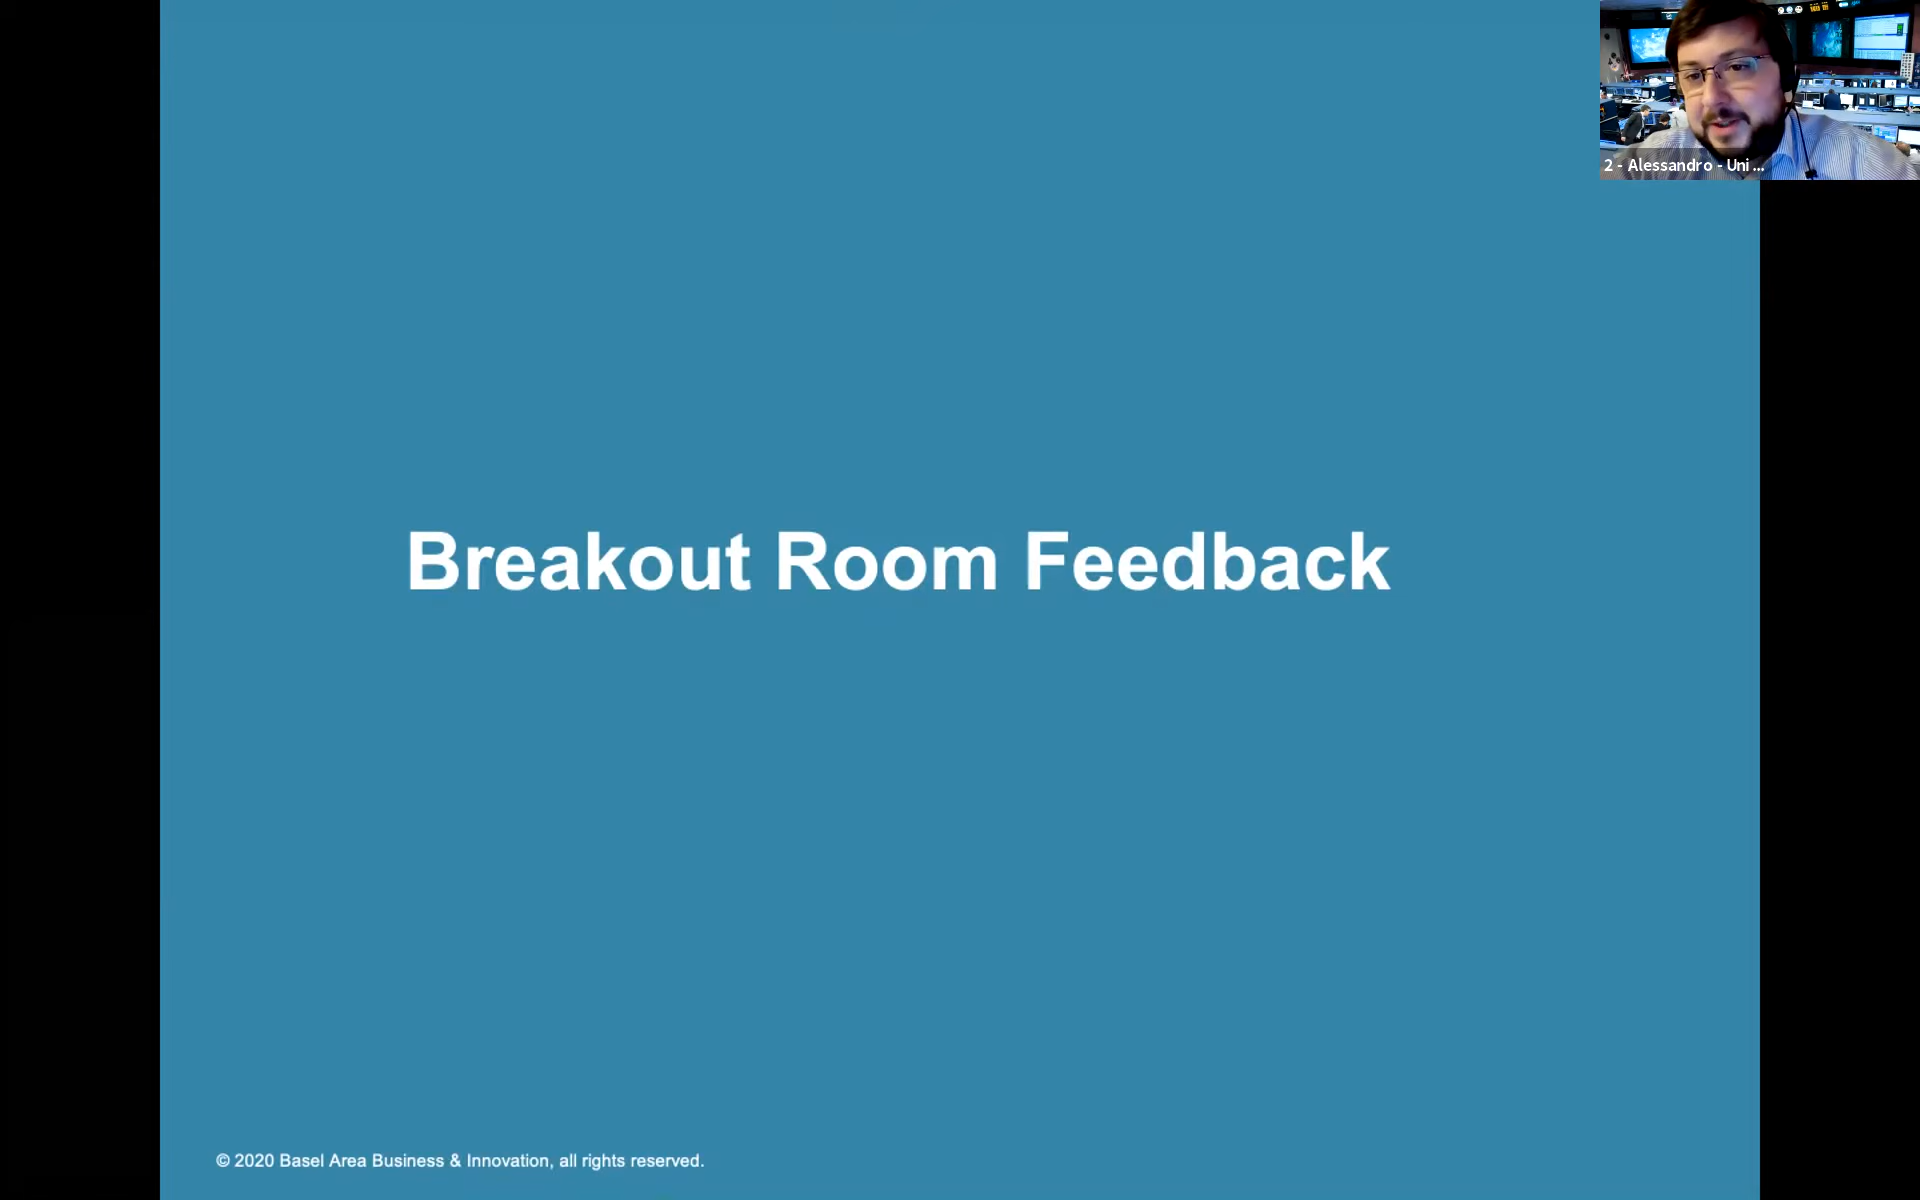 2 - Alessandro - Uni ...
Breakout Room Feedback
© 2020 Basel Area Business & Innovation, all rights reserved.